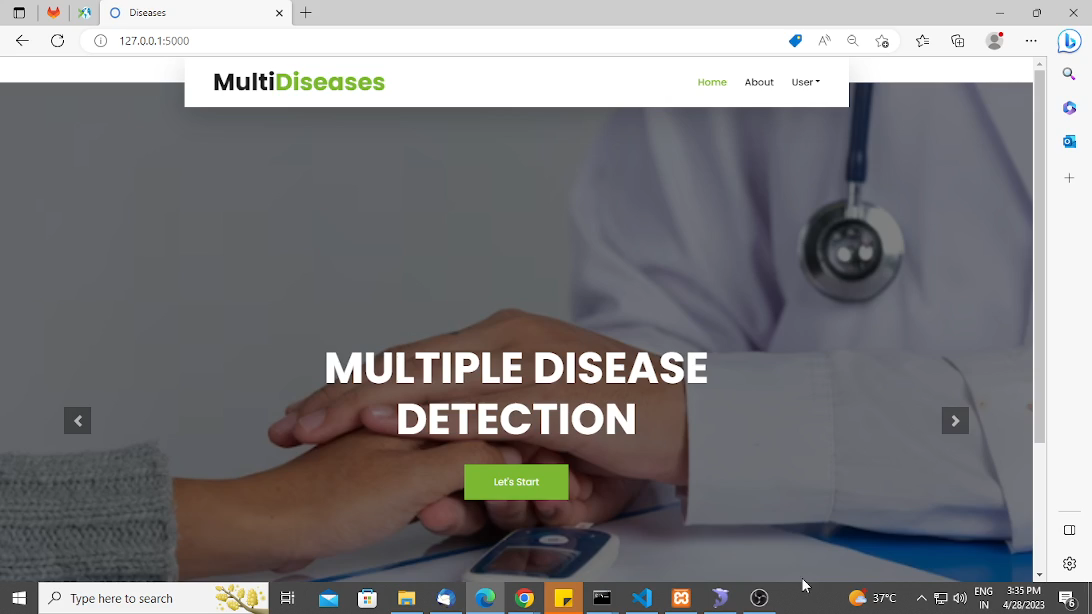 Diseases
127.0.0.1:5000
MultiDiseases
Home About User
MULTIPLE DISEASE
DETECTION
Let's Start
Type here to search
37°C
ENG
IN
3:35 PM
4/28/2023
6